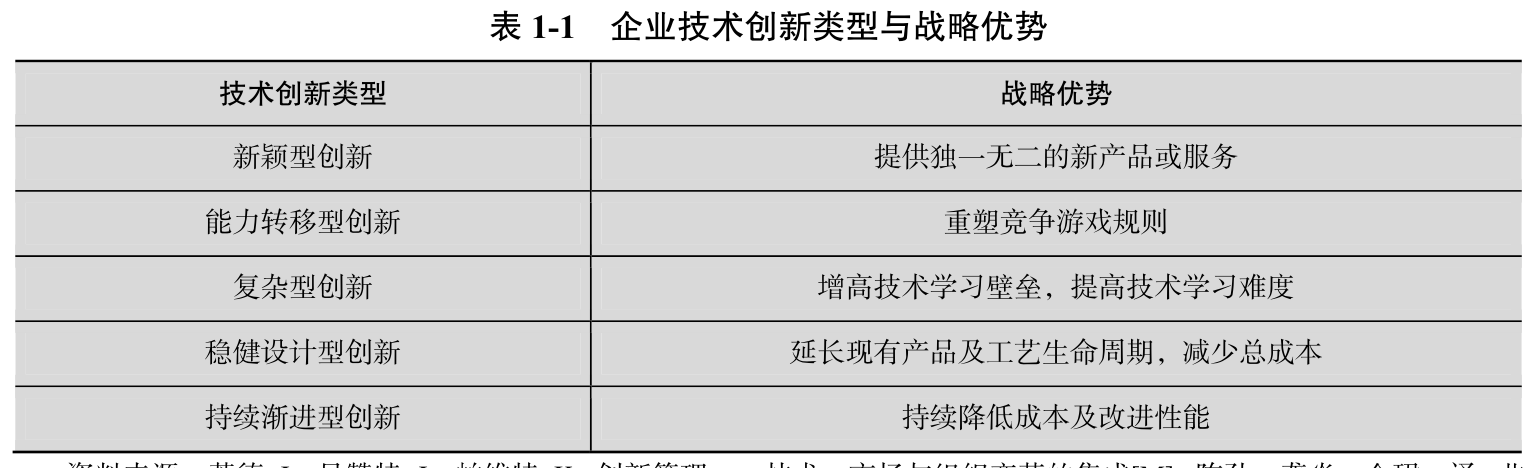 表 1-1 企业技术创新类型与战略优势
技术创新类型 战略优势
新颖型创新 提供独一无二的新产品或服务
能力转移型创新 重塑竞争游戏规则
复杂型创新 增高技术学习壁垒，提高技术学习难度
稳健设计型创新 延长现有产品及工艺生命周期，减少总成本
持续渐进型创新 持续降低成本及改进性能